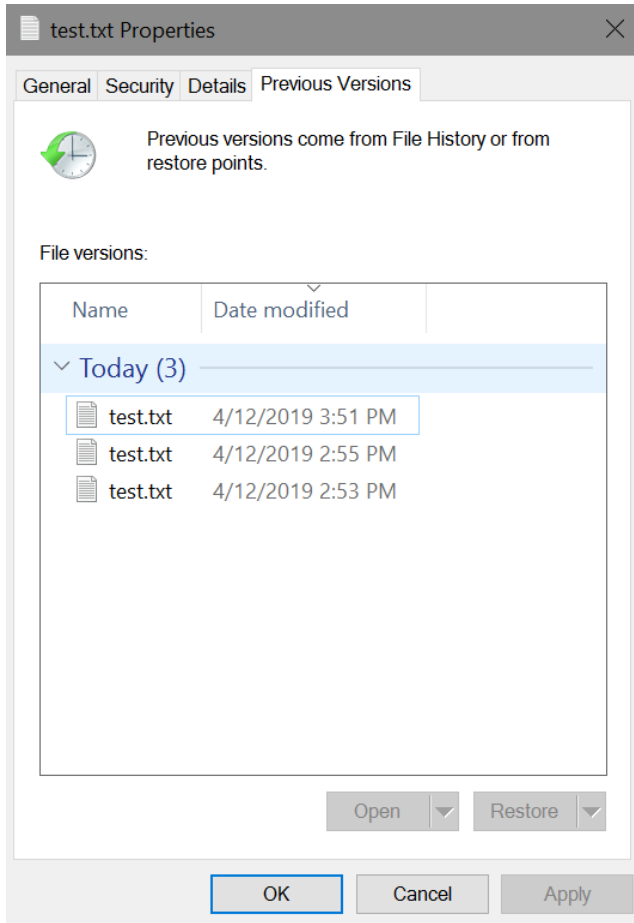 test.txt Properties
General Security Details Previous Versions
Previous versions come from File History or from
restore points.
File versions:
Name Date modified
Today (3)
test.txt 4/12/2019 3:51 PM
test.txt 4/12/2019 2:55 PM
test.txt 4/12/2019 2:53 PM
Open Restore
OK Cancel Apply